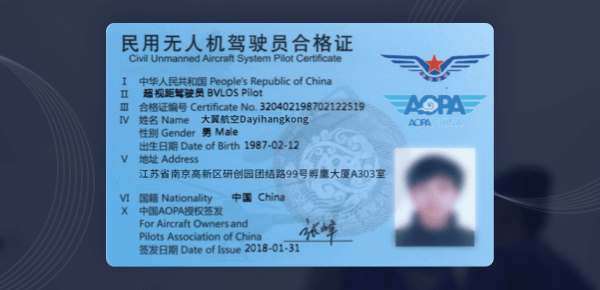 民用无人机驾驶员合格证
Civil Unmanned Aircraft System Pilot Certificate
I 中华人民共和国 People's Republic of China
II 超视距驾驶员 BVLOS Pilot
III 合格证编号 Certificate No. 320402198702122519
IV 姓名 Name 大翼航空Dayihangkong
性别 Gender 男 Male
出生日期 Date of Birth 1987-02-12
V 地址 Address
江苏省南京高新区研创园团结路99号孵鹰大厦A303室
VI 国籍 Nationality 中国 China
X 中国AOPA授权签发
For Aircraft Owners and
Pilots Association of China
张峰
签发日期 Date of Issue 2018-01-31
AOPA
AOPA CHINA